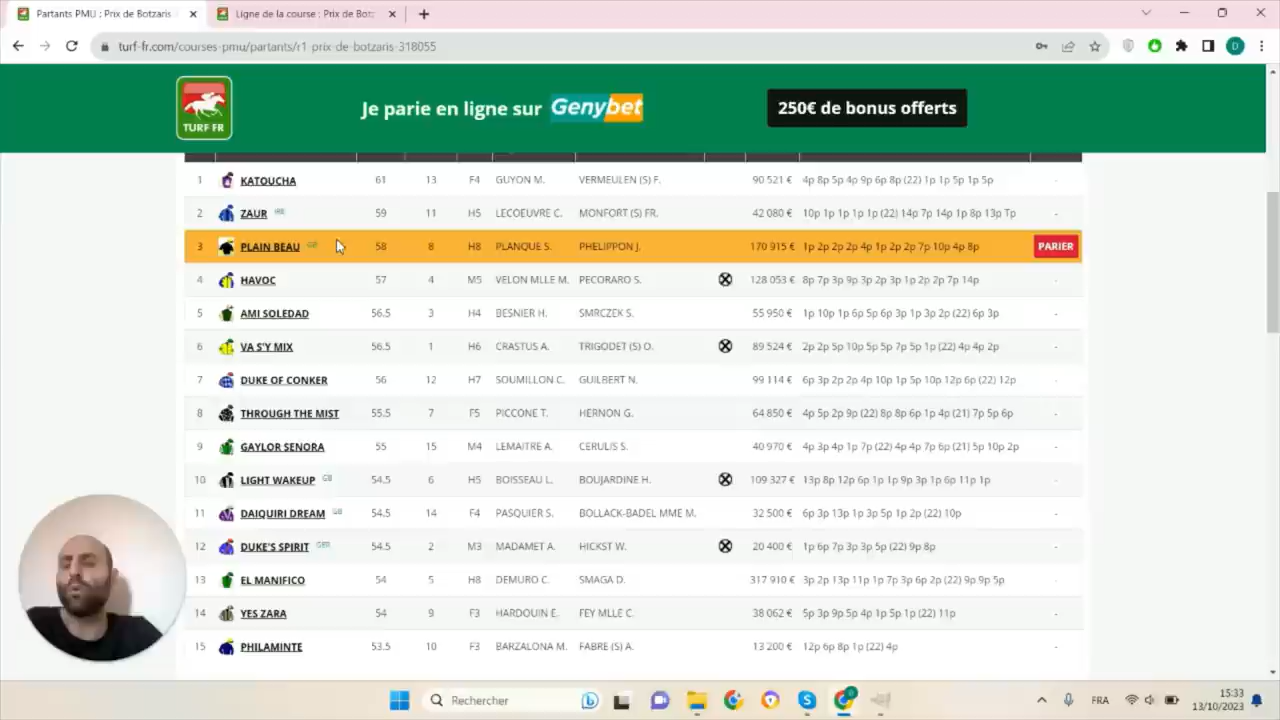 Partants PMU : Prix de Botzaris
Ligne de la course : Prix de Bot
turf-fr.com/courses-pmu/partants/r1-prix-de-botzaris-318055
D
TURF FR
Je parie en ligne sur Genybet
250€ de bonus offerts
1 KATOUCHA 61 13 F4 GUYON M. VERMEULEN (S) F. 90 521 € 4p 8p 5p 4p 9p 6p 8p (22) 1p 1p 5p 1p 5p -
2 ZAUR 59 11 H5 LECOEUVRE C. MONFORT (S) FR. 42 080 € 10p 1p 1p 1p 1p (22) 14p 7p 14p 1p 8p 13p Tp -
3 PLAIN BEAU GB 58 8 H8 PLANQUE S. PHELIPPON J. 170 915 € 1p 2p 2p 2p 4p 1p 2p 2p 7p 10p 4p 8p PARIER
4 HAVOC 57 4 M5 VELON MLLE M. PECORARO S. 128 053 € 8p 7p 3p 9p 3p 2p 3p 1p 2p 2p 7p 14p -
5 AMI SOLEDAD 56.5 3 H4 BESNIER H. SMRCZEK S. 55 950 € 1p 10p 1p 6p 5p 6p 3p 1p 3p 2p (22) 6p 3p -
6 VA S'Y MIX 56.5 1 H6 CRASTUS A. TRIGODET (S) O. 89 524 € 2p 2p 5p 10p 5p 5p 7p 5p 1p (22) 4p 4p 2p -
7 DUKE OF CONKER 56 12 H7 SOUMILLON C. GUILBERT N. 99 114 € 6p 3p 2p 2p 4p 10p 1p 5p 10p 12p 6p (22) 12p -
8 THROUGH THE MIST 55.5 7 F5 PICCONE T. HERNON G. 64 850 € 4p 5p 2p 9p (22) 8p 8p 6p 1p 4p (21) 7p 5p 6p -
9 GAYLOR SENORA 55 15 M4 LEMAITRE A. CERULIS S. 40 970 € 4p 3p 4p 1p 7p (22) 4p 4p 7p 6p (21) 5p 10p 2p -
10 LIGHT WAKEUP GB 54.5 6 H5 BOISSEAU L. BOUJARDINE H. 109 327 € 13p 8p 12p 6p 1p 1p 9p 3p 1p 6p 11p 1p -
11 DAIQUIRI DREAM GB 54.5 14 F4 PASQUIER S. BOLLACK-BADEL MME M. 32 500 € 6p 3p 13p 1p 3p 5p 1p 2p (22) 10p -
12 DUKE'S SPIRIT GER 54.5 2 M3 MADAMET A. HICKST W. 20 400 € 1p 6p 7p 3p 3p 5p (22) 9p 8p -
13 EL MANIFICO 54 5 H8 DEMURO C. SMAGA D. 317 910 € 3p 2p 13p 11p 1p 7p 3p 6p 2p (22) 9p 9p 5p -
14 YES ZARA 54 9 F3 HARDOUIN E. FEY MLLE C. 38 062 € 5p 3p 9p 5p 4p 1p 5p 1p (22) 11p -
15 PHILAMINTE 53.5 10 F3 BARZALONA M. FABRE (S) A. 13 200 € 12p 6p 8p 1p (22) 4p -
Rechercher
FRA
15:33
13/10/2023